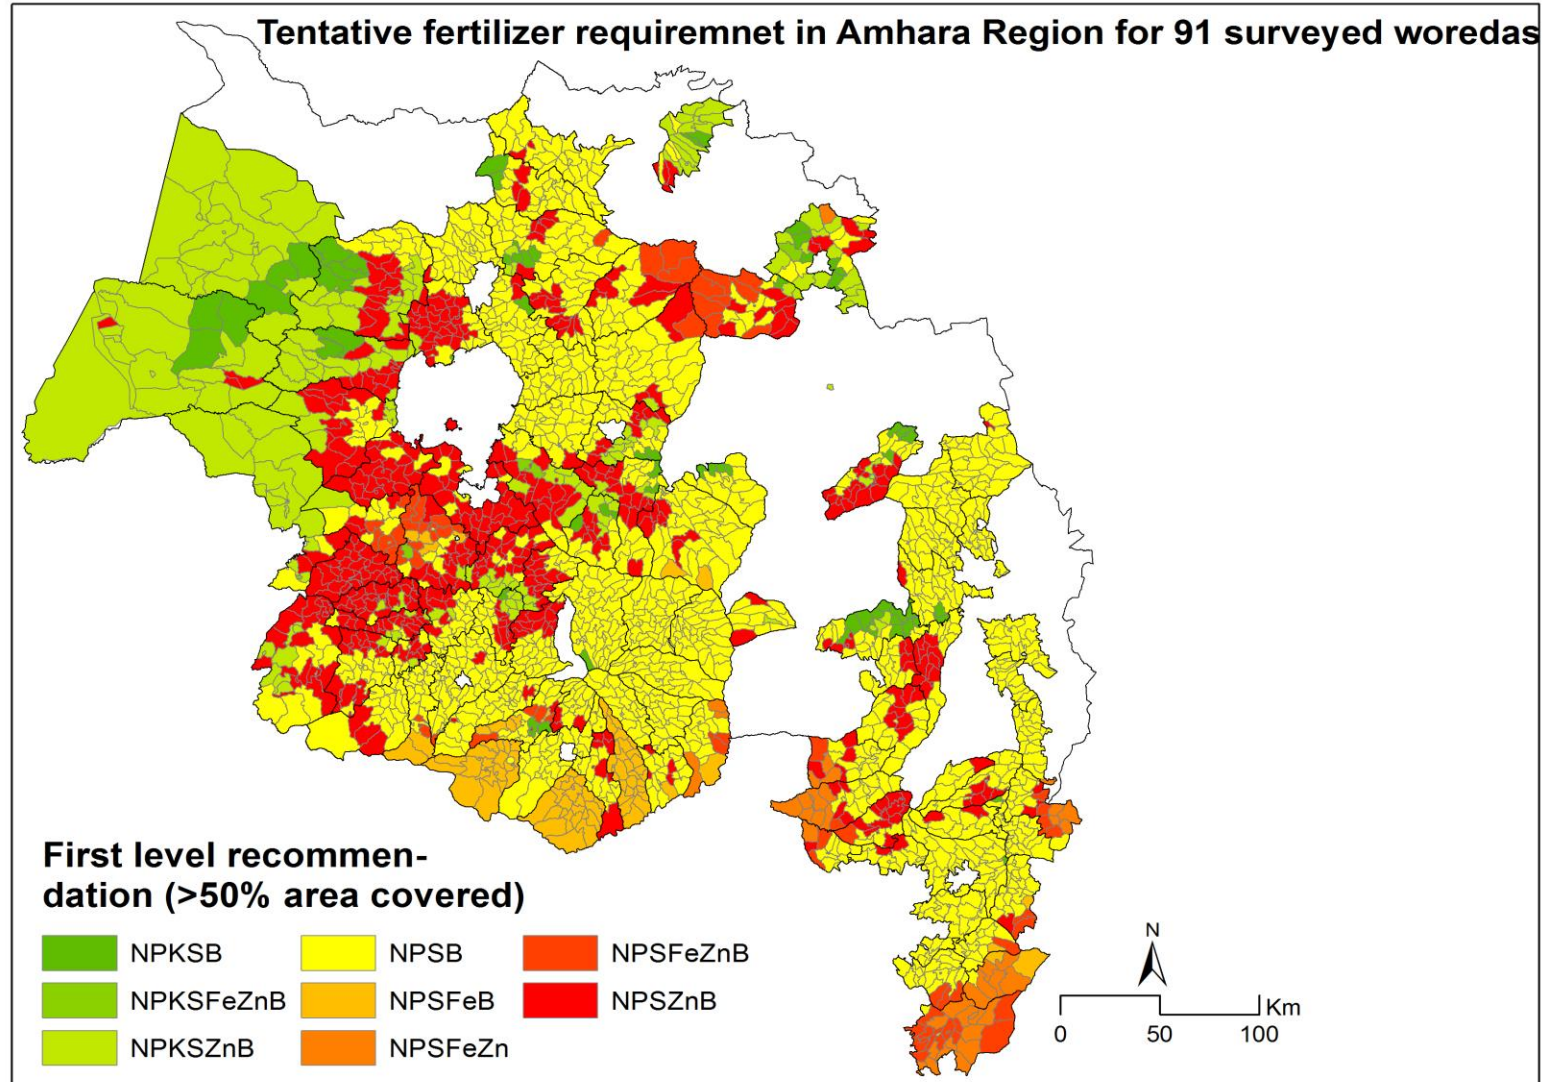 Tentative fertilizer requiremnet in Amhara Region for 91 surveyed woredas
First level recommen-
dation (>50% area covered)
NPKSB
NPKSFeZnB
NPKSZnB
NPSB
NPSFeB
NPSFeZn
NPSFeZnB
NPSZnB
N
Km
0 50 100